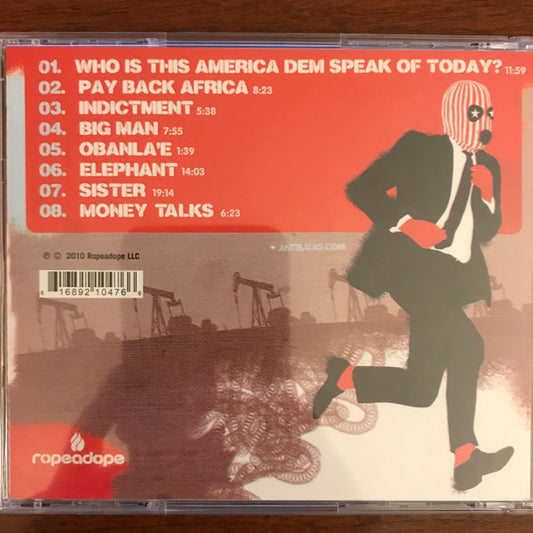 01. WHO IS THIS AMERICA DEM SPEAK OF TODAY? 11:59
02. PAY BACK AFRICA 8:23
03. INDICTMENT 5:38
04. BIG MAN 7:55
05. OBANLA'E 1:39
06. ELEPHANT 14:03
07. SISTER 19:14
08. MONEY TALKS 6:23
ANTIBALAS.COM
℗ © 2010 Ropeadope LLC
6 16892 10476 6
ropeadope